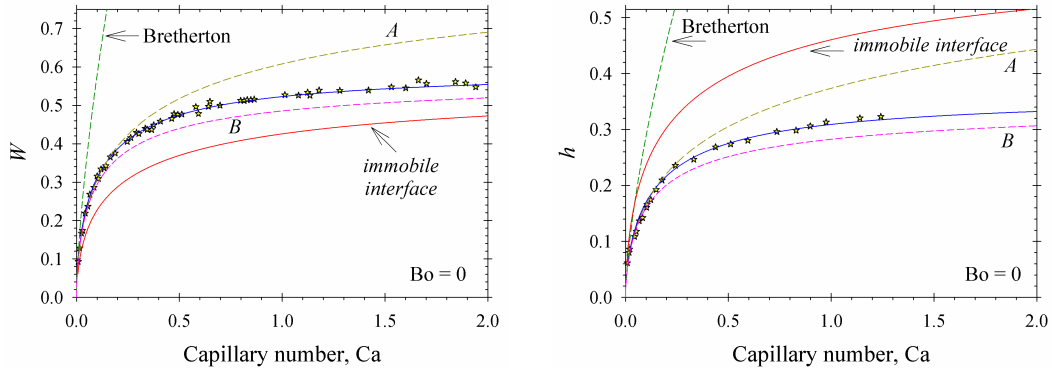 0.7
0.6
0.5
0.4
0.3
0.2
0.1
0.0
W
Bretherton
A
B
immobile
interface
Bo = 0
0.0
0.5
1.0
1.5
2.0
Capillary number, Ca
0.5
0.4
0.3
0.2
0.1
0.0
h
Bretherton
immobile interface
A
B
Bo = 0
0.0
0.5
1.0
1.5
2.0
Capillary number, Ca